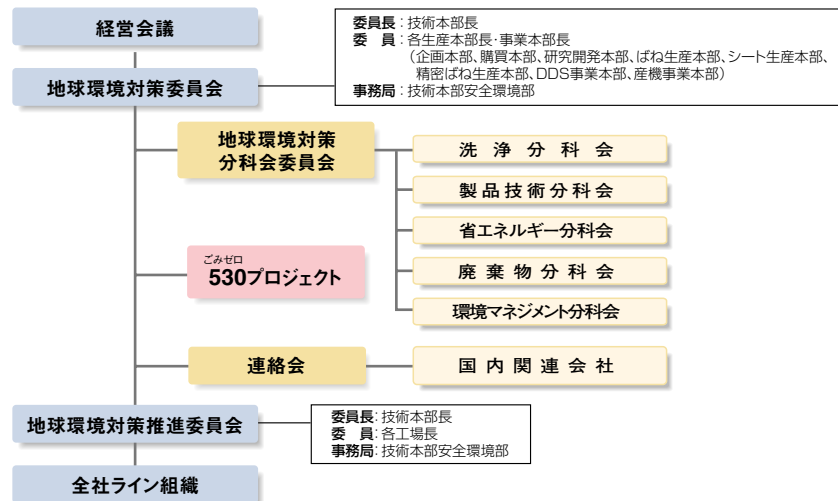 経営会議
委員長：技術本部長
委　員：各生産本部長・事業本部長
（企画本部、購買本部、研究開発本部、ばね生産本部、シート生産本部、
精密ばね生産本部、DDS事業本部、産機事業本部）
事務局：技術本部安全環境部
地球環境対策委員会
地球環境対策
分科会委員会
洗浄分科会
製品技術分科会
省エネルギー分科会
廃棄物分科会
環境マネジメント分科会
ごみゼロ
530プロジェクト
連絡会
国内関連会社
地球環境対策推進委員会
委員長：技術本部長
委　員：各工場長
事務局：技術本部安全環境部
全社ライン組織